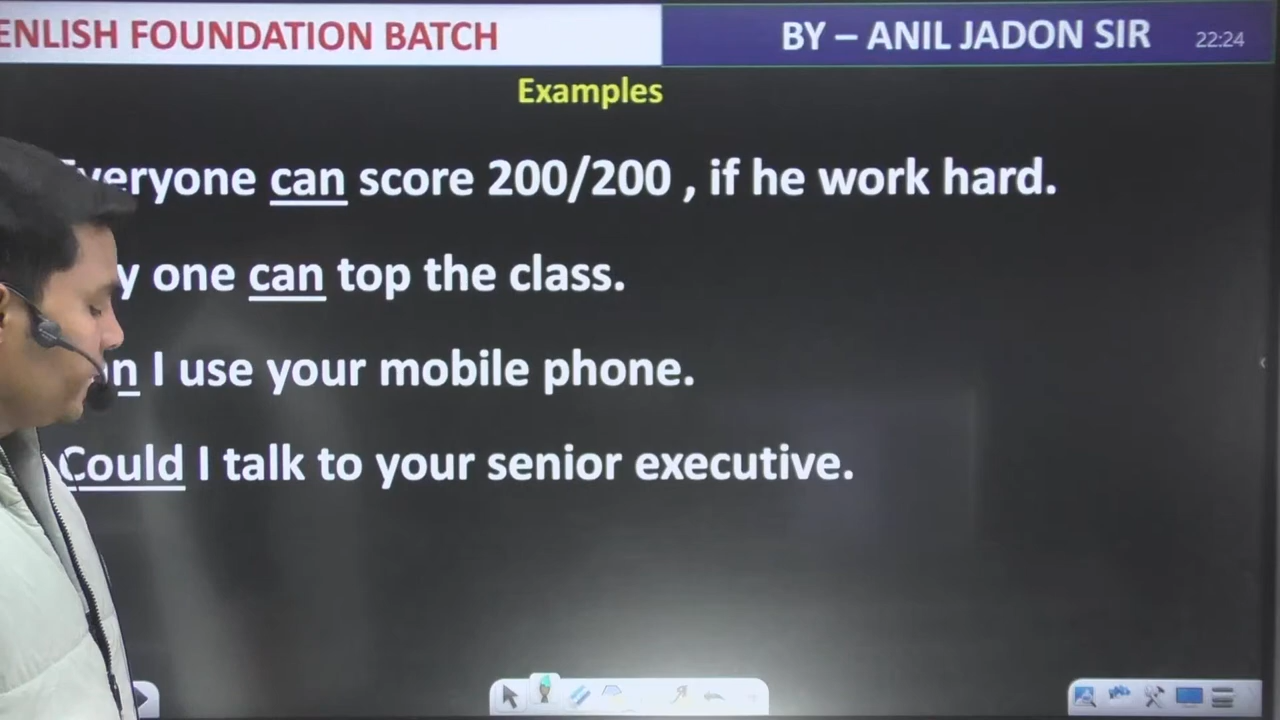 ENLISH FOUNDATION BATCH BY – ANIL JADON SIR 22:24
Examples
Everyone can score 200/200 , if he work hard.
one can top the class.
I use your mobile phone.
Could I talk to your senior executive.